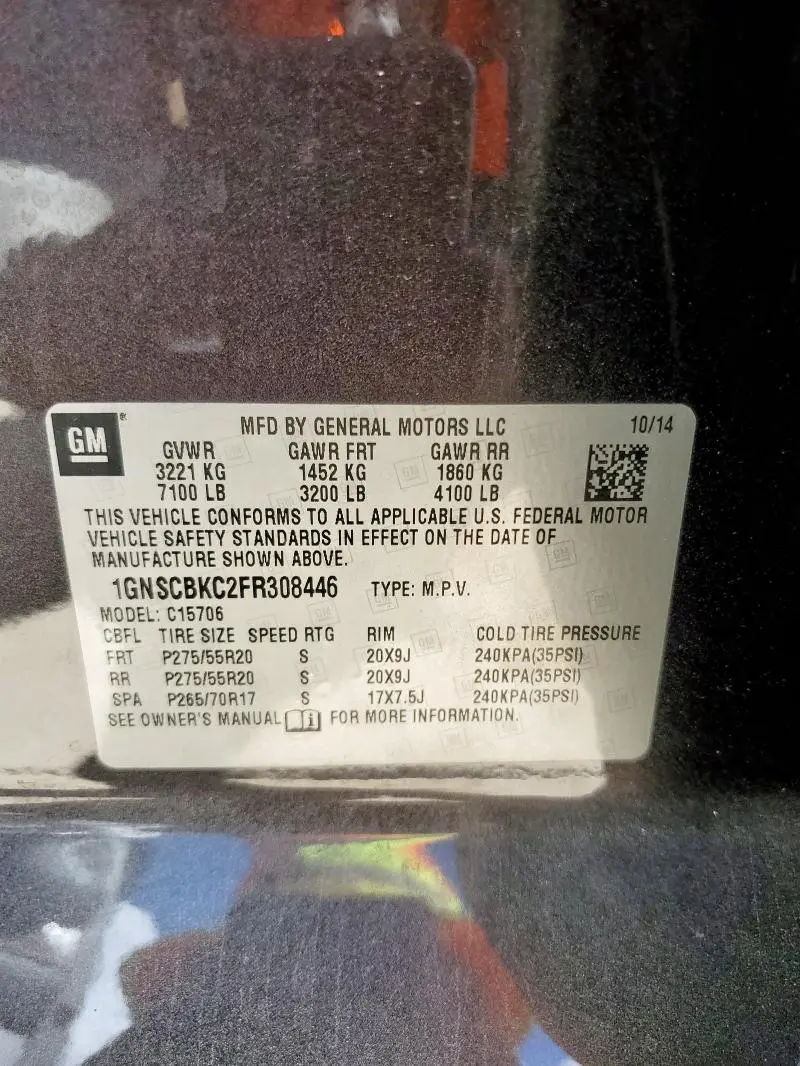 GM ® MFD BY GENERAL MOTORS LLC 10/14
GVWR GAWR FRT GAWR RR
3221 KG 1452 KG 1860 KG
7100 LB 3200 LB 4100 LB
THIS VEHICLE CONFORMS TO ALL APPLICABLE U.S. FEDERAL MOTOR
VEHICLE SAFETY STANDARDS IN EFFECT ON THE DATE OF
MANUFACTURE SHOWN ABOVE.
1GNSCBKC2FR308446 TYPE: M.P.V.
MODEL: C15706
CBFL TIRE SIZE SPEED RTG RIM COLD TIRE PRESSURE
FRT P275/55R20 S 20X9J 240KPA(35PSI)
RR P275/55R20 S 20X9J 240KPA(35PSI)
SPA P265/70R17 S 17X7.5J 240KPA(35PSI)
SEE OWNER'S MANUAL i FOR MORE INFORMATION.